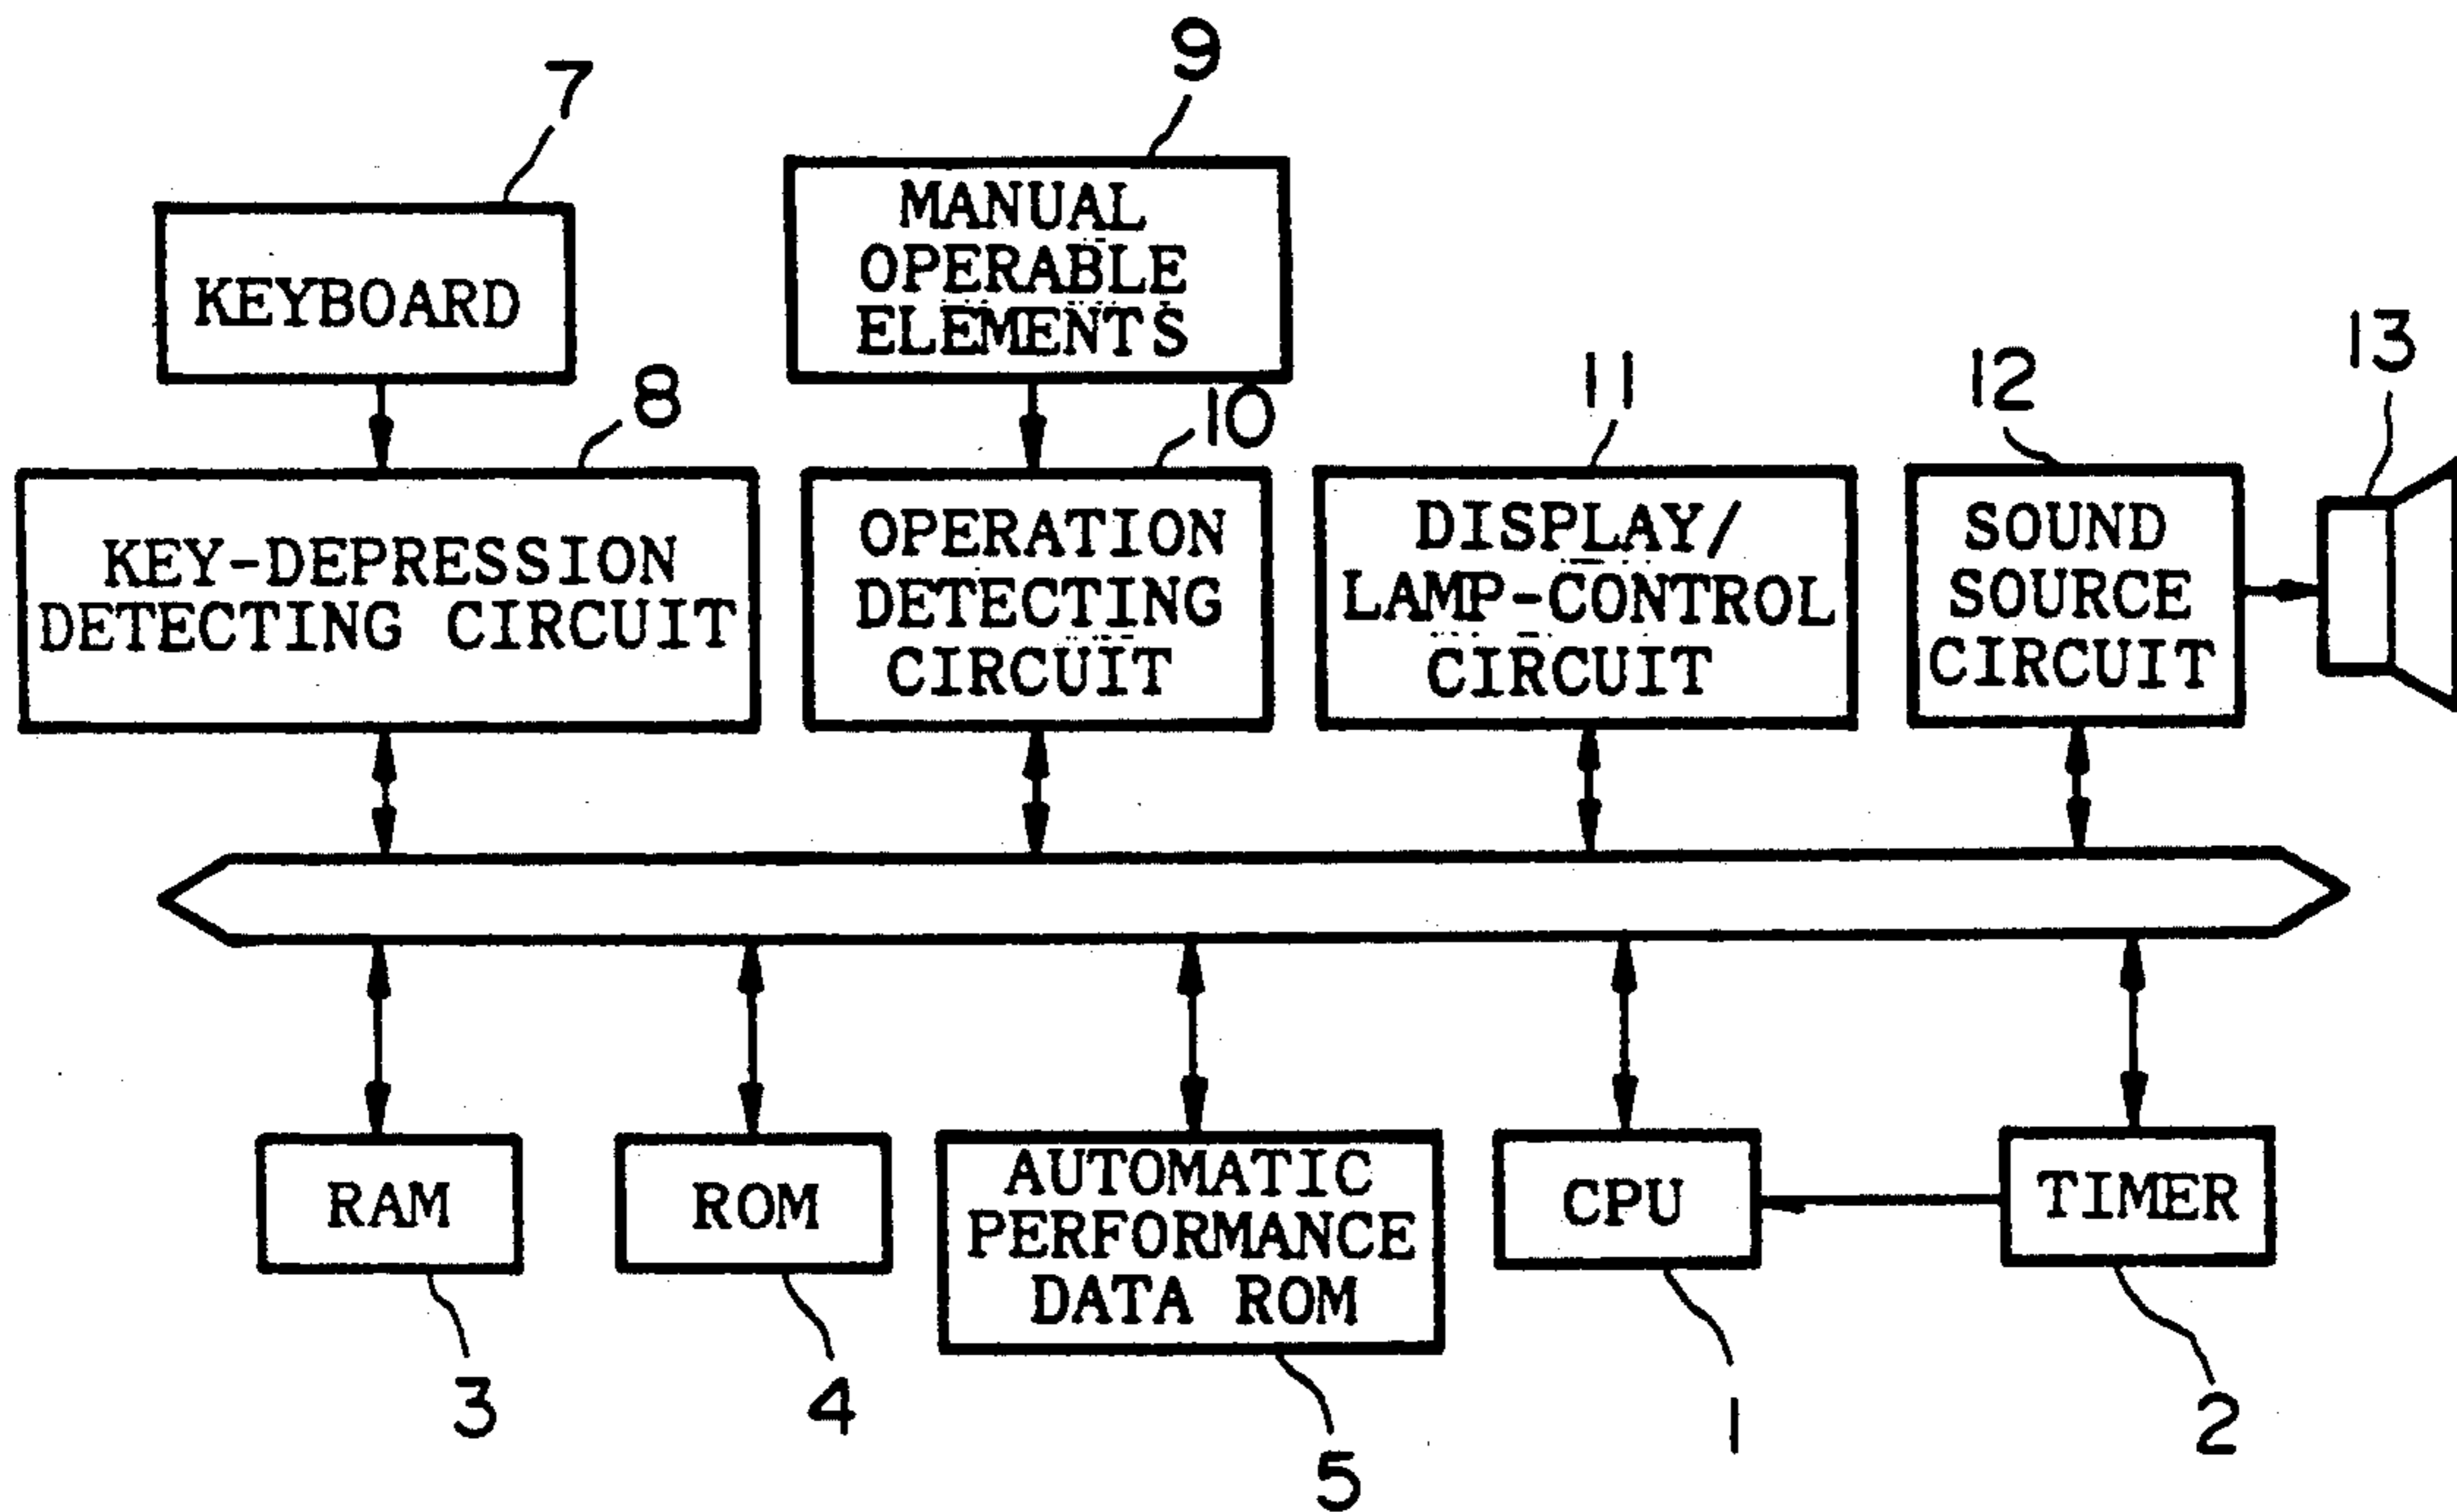 7
9
KEYBOARD
MANUAL
OPERABLE
ELEMENTS
8
10
11
12
13
KEY-DEPRESSION
DETECTING CIRCUIT
OPERATION
DETECTING
CIRCUIT
DISPLAY/
LAMP-CONTROL
CIRCUIT
SOUND
SOURCE
CIRCUIT
RAM
ROM
AUTOMATIC
PERFORMANCE
DATA ROM
CPU
TIMER
3
4
5
1
2